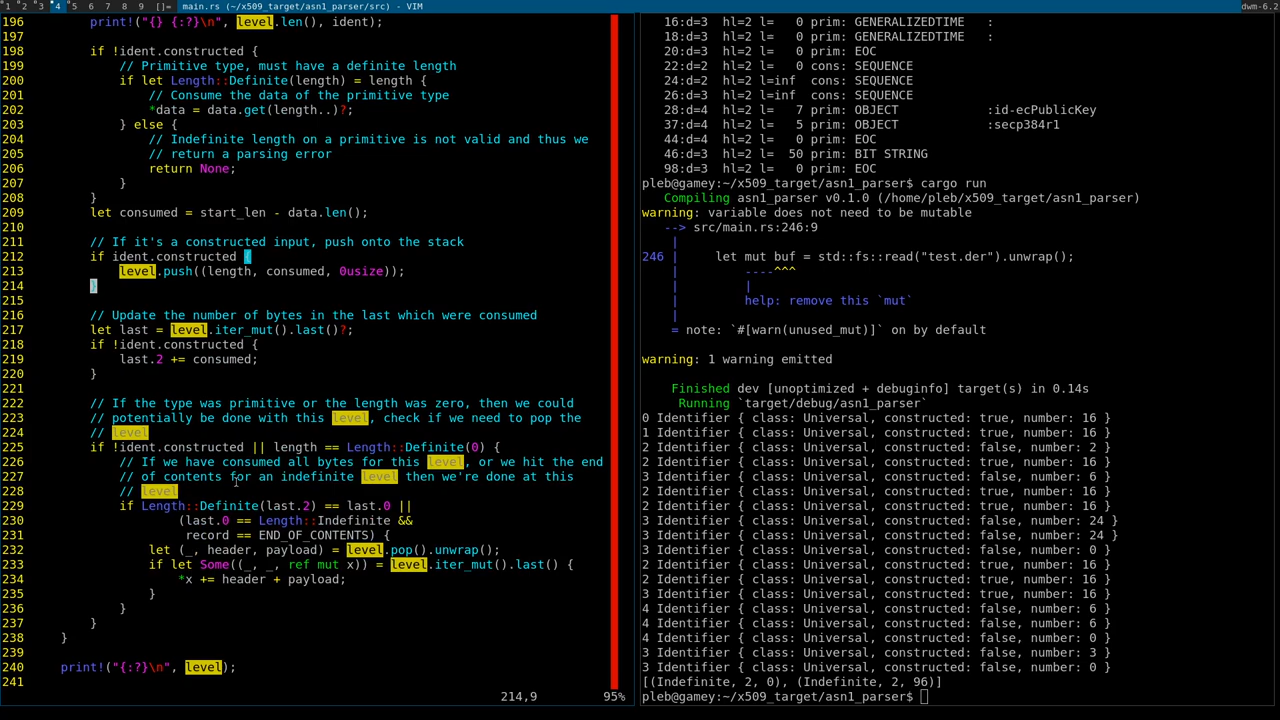 1 2 3 4 5 6 7 8 9 []= main.rs (~/x509_target/asn1_parser/src) - VIM dwm-6.2
196         print!("{} {:?}\n", level.len(), ident);
197
198         if !ident.constructed {
199             // Primitive type, must have a definite length
200             if let Length::Definite(length) = length {
201                 // Consume the data of the primitive type
202                 *data = data.get(length..)?;
203             } else {
204                 // Indefinite length on a primitive is not valid and thus we
205                 // return a parsing error
206                 return None;
207             }
208         }
209         let consumed = start_len - data.len();
210
211         // If it's a constructed input, push onto the stack
212         if ident.constructed {
213             level.push((length, consumed, 0usize));
214         }
215
216         // Update the number of bytes in the last which were consumed
217         let last = level.iter_mut().last()?;
218         if !ident.constructed {
219             last.2 += consumed;
220         }
221
222         // If the type was primitive or the length was zero, then we could
223         // potentially be done with this level, check if we need to pop the
224         // level
225         if !ident.constructed || length == Length::Definite(0) {
226             // If we have consumed all bytes for this level, or we hit the end
227             // of contents for an indefinite level then we're done at this
228             // level
229             if Length::Definite(last.2) == last.0 ||
230                     (last.0 == Length::Indefinite &&
231                      record == END_OF_CONTENTS) {
232                 let (_, header, payload) = level.pop().unwrap();
233                 if let Some((_, _, ref mut x)) = level.iter_mut().last() {
234                     *x += header + payload;
235                 }
236             }
237         }
238     }
239
240     print!("{:?}\n", level);
241
214,9 95%
16:d=3  hl=2 l=   0 prim: GENERALIZEDTIME   :
18:d=3  hl=2 l=   0 prim: GENERALIZEDTIME   :
20:d=3  hl=2 l=   0 prim: EOC
22:d=2  hl=2 l=   0 cons: SEQUENCE
24:d=2  hl=2 l=inf  cons: SEQUENCE
26:d=3  hl=2 l=inf  cons: SEQUENCE
28:d=4  hl=2 l=   7 prim: OBJECT            :id-ecPublicKey
37:d=4  hl=2 l=   5 prim: OBJECT            :secp384r1
44:d=4  hl=2 l=   0 prim: EOC
46:d=3  hl=2 l=  50 prim: BIT STRING
98:d=3  hl=2 l=   0 prim: EOC
pleb@gamey:~/x509_target/asn1_parser$ cargo run
   Compiling asn1_parser v0.1.0 (/home/pleb/x509_target/asn1_parser)
warning: variable does not need to be mutable
   --> src/main.rs:246:9
    |
246 |     let mut buf = std::fs::read("test.der").unwrap();
    |         ----^^^
    |         |
    |         help: remove this `mut`
    |
    = note: `#[warn(unused_mut)]` on by default
warning: 1 warning emitted
    Finished dev [unoptimized + debuginfo] target(s) in 0.14s
     Running `target/debug/asn1_parser`
0 Identifier { class: Universal, constructed: true, number: 16 }
1 Identifier { class: Universal, constructed: true, number: 16 }
2 Identifier { class: Universal, constructed: false, number: 2 }
2 Identifier { class: Universal, constructed: true, number: 16 }
3 Identifier { class: Universal, constructed: false, number: 6 }
2 Identifier { class: Universal, constructed: true, number: 16 }
2 Identifier { class: Universal, constructed: true, number: 16 }
3 Identifier { class: Universal, constructed: false, number: 24 }
3 Identifier { class: Universal, constructed: false, number: 24 }
3 Identifier { class: Universal, constructed: false, number: 0 }
2 Identifier { class: Universal, constructed: true, number: 16 }
2 Identifier { class: Universal, constructed: true, number: 16 }
3 Identifier { class: Universal, constructed: true, number: 16 }
4 Identifier { class: Universal, constructed: false, number: 6 }
4 Identifier { class: Universal, constructed: false, number: 6 }
4 Identifier { class: Universal, constructed: false, number: 0 }
3 Identifier { class: Universal, constructed: false, number: 3 }
3 Identifier { class: Universal, constructed: false, number: 0 }
[(Indefinite, 2, 0), (Indefinite, 2, 96)]
pleb@gamey:~/x509_target/asn1_parser$